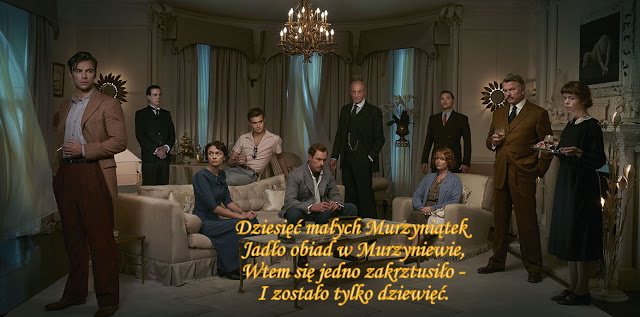 Dziesięć małych Murzyniątek
Jadło obiad w Murzyniewie,
Wtem się jedno zakrztusiło -
I zostało tylko dziewięć.